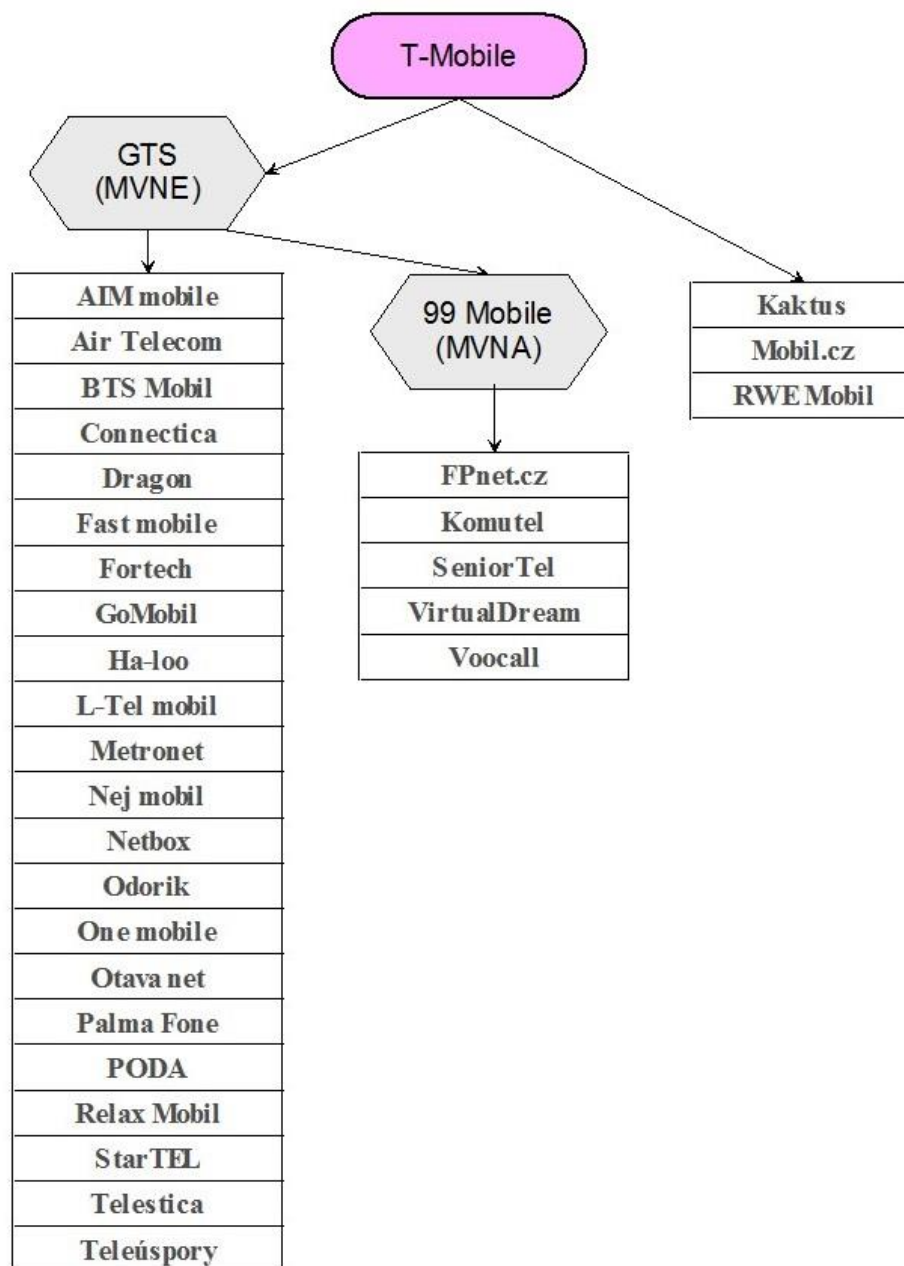 T-Mobile
GTS
(MVNE)
AIM mobile
Air Telecom
BTS Mobil
Connectica
Dragon
Fast mobile
Fortech
GoMobil
Ha-loo
L-Tel mobil
Metronet
Nej mobil
Netbox
Odorik
One mobile
Otava net
Palma Fone
PODA
Relax Mobil
StarTEL
Telestica
Teleúspory
99 Mobile
(MVNA)
FPnet.cz
Komutel
SeniorTel
VirtualDream
Voocall
Kaktus
Mobil.cz
RWE Mobil